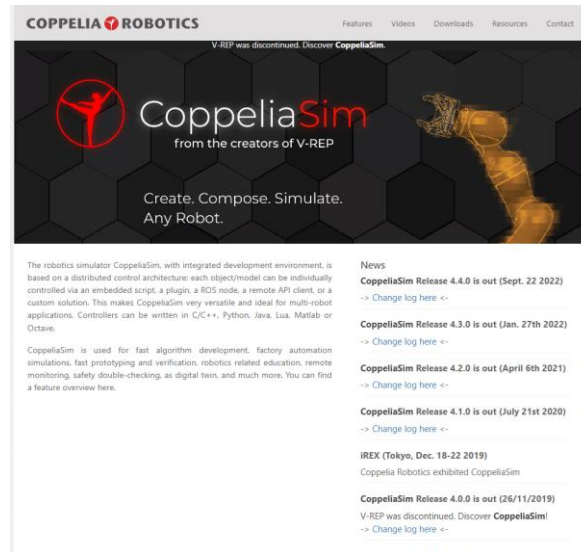 COPPELIA ROBOTICS
Features Videos Downloads Resources Contact
V-REP was discontinued. Discover CoppeliaSim.
CoppeliaSim
from the creators of V-REP
Create. Compose. Simulate.
Any Robot.
The robotics simulator CoppeliaSim, with integrated development environment, is
based on a distributed control architecture: each object/model can be individually
controlled via an embedded script, a plugin, a ROS node, a remote API client, or a
custom solution. This makes CoppeliaSim very versatile and ideal for multi-robot
applications. Controllers can be written in C/C++, Python, Java, Lua, Matlab or
Octave.
CoppeliaSim is used for fast algorithm development, factory automation
simulations, fast prototyping and verification, robotics related education, remote
monitoring, safety double-checking, as digital twin, and much more. You can find
a feature overview here.
News
CoppeliaSim Release 4.4.0 is out (Sept. 22 2022)
-> Change log here <-
CoppeliaSim Release 4.3.0 is out (Jan. 27th 2022)
-> Change log here <-
CoppeliaSim Release 4.2.0 is out (April 6th 2021)
-> Change log here <-
CoppeliaSim Release 4.1.0 is out (July 21st 2020)
-> Change log here <-
iREX (Tokyo, Dec. 18-22 2019)
Coppelia Robotics exhibited CoppeliaSim
CoppeliaSim Release 4.0.0 is out (26/11/2019)
V-REP was discontinued. Discover CoppeliaSim!
-> Change log here <-